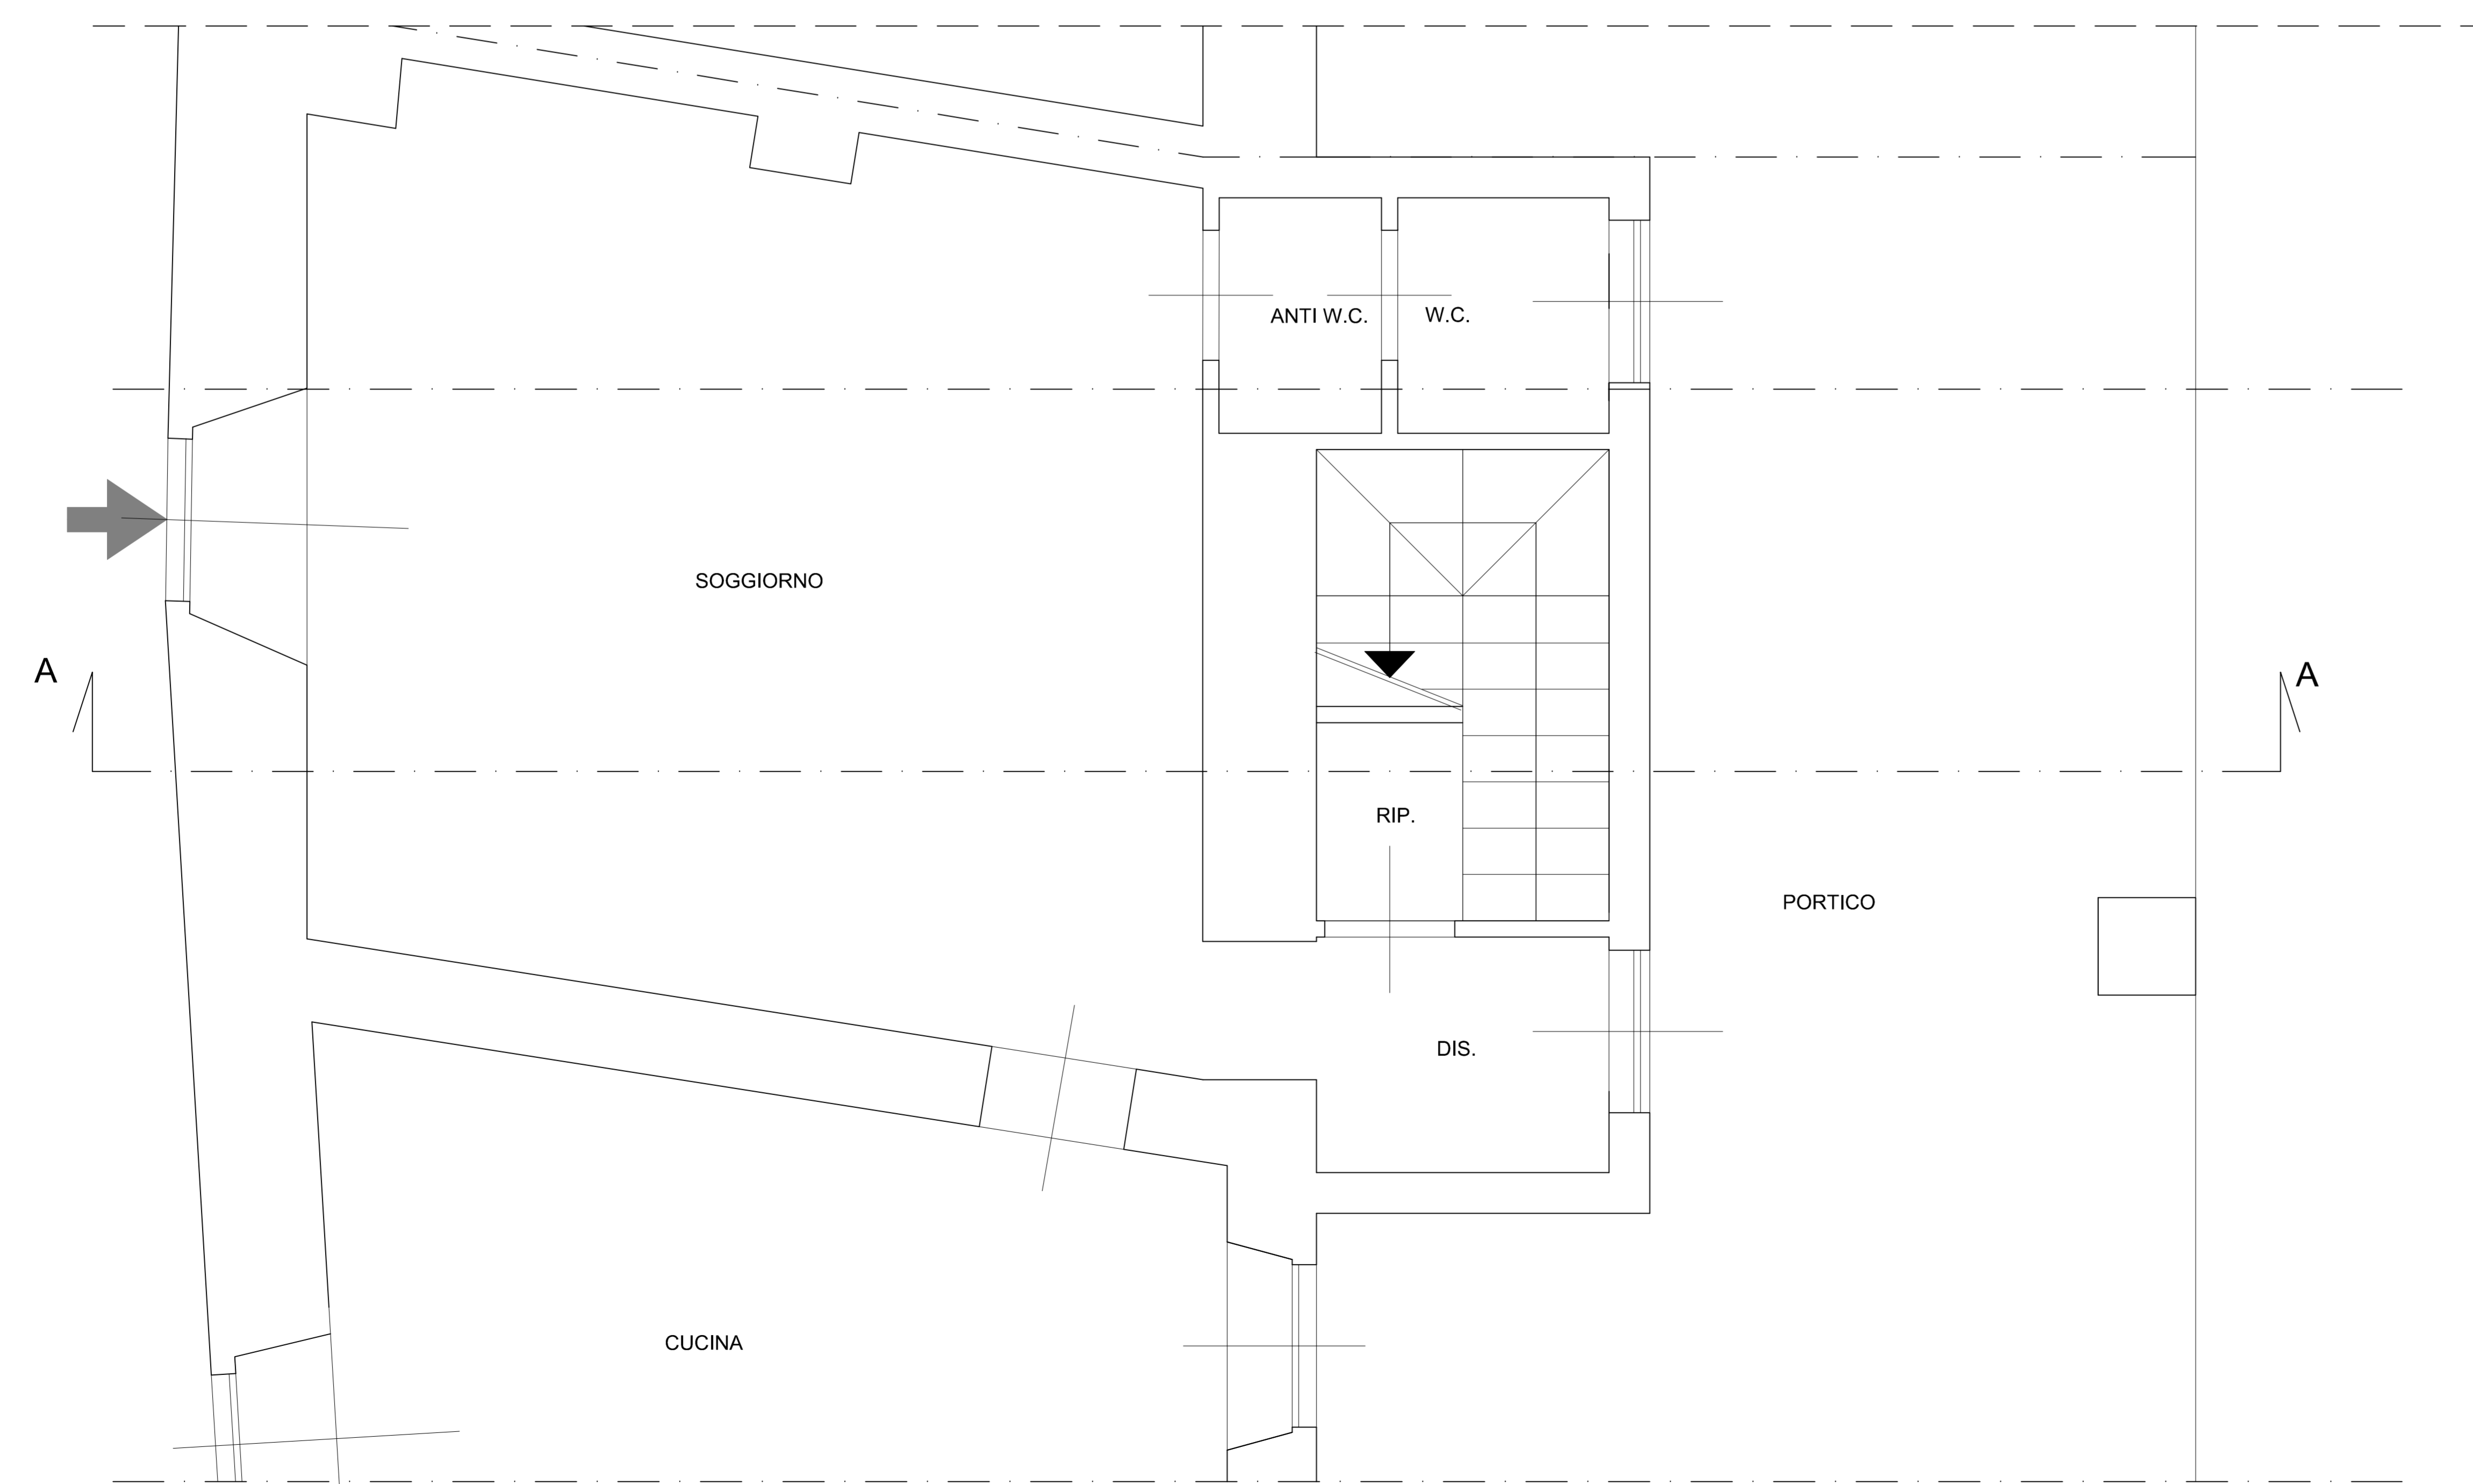 ANTI W.C.
W.C.
SOGGIORNO
A
A
RIP.
PORTICO
DIS.
CUCINA